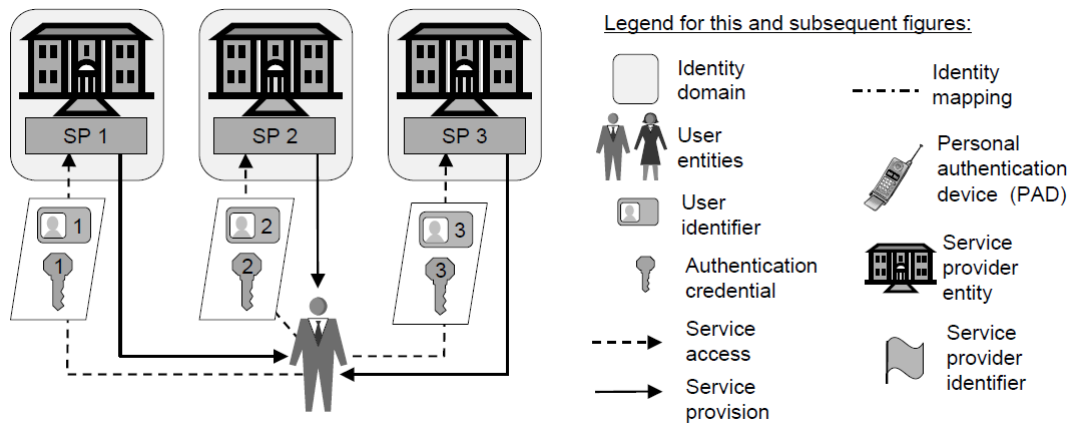 SP 1
SP 2
SP 3
1
2
3
1
2
3
Legend for this and subsequent figures:
Identity
domain
User
entities
User
identifier
Authentication
credential
Service
access
Service
provision
Identity
mapping
Personal
authentication
device (PAD)
Service
provider
entity
Service
provider
identifier